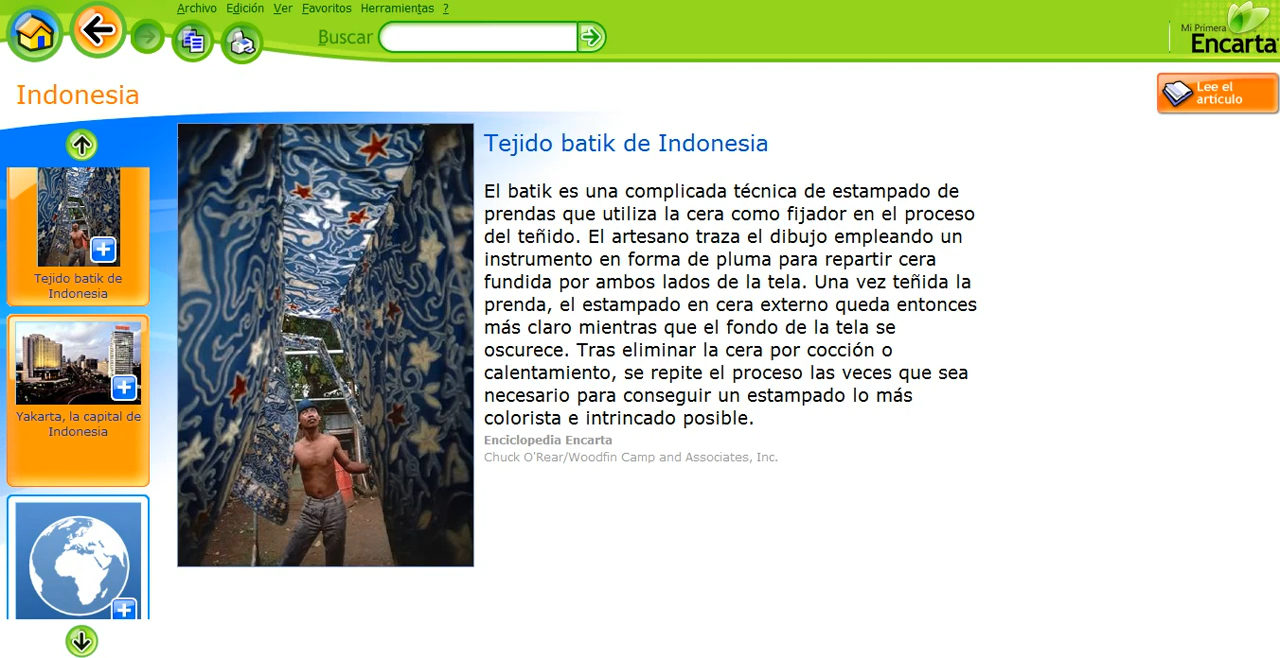 Archivo Edición Ver Favoritos Herramientas ?
Buscar
Mi Primera
Encarta
Indonesia
Lee el
artículo
Tejido batik de
Indonesia
Yakarta, la capital de
Indonesia
Tejido batik de Indonesia
El batik es una complicada técnica de estampado de
prendas que utiliza la cera como fijador en el proceso
del teñido. El artesano traza el dibujo empleando un
instrumento en forma de pluma para repartir cera
fundida por ambos lados de la tela. Una vez teñida la
prenda, el estampado en cera externo queda entonces
más claro mientras que el fondo de la tela se
oscurece. Tras eliminar la cera por cocción o
calentamiento, se repite el proceso las veces que sea
necesario para conseguir un estampado lo más
colorista e intrincado posible.
Enciclopedia Encarta
Chuck O'Rear/Woodfin Camp and Associates, Inc.